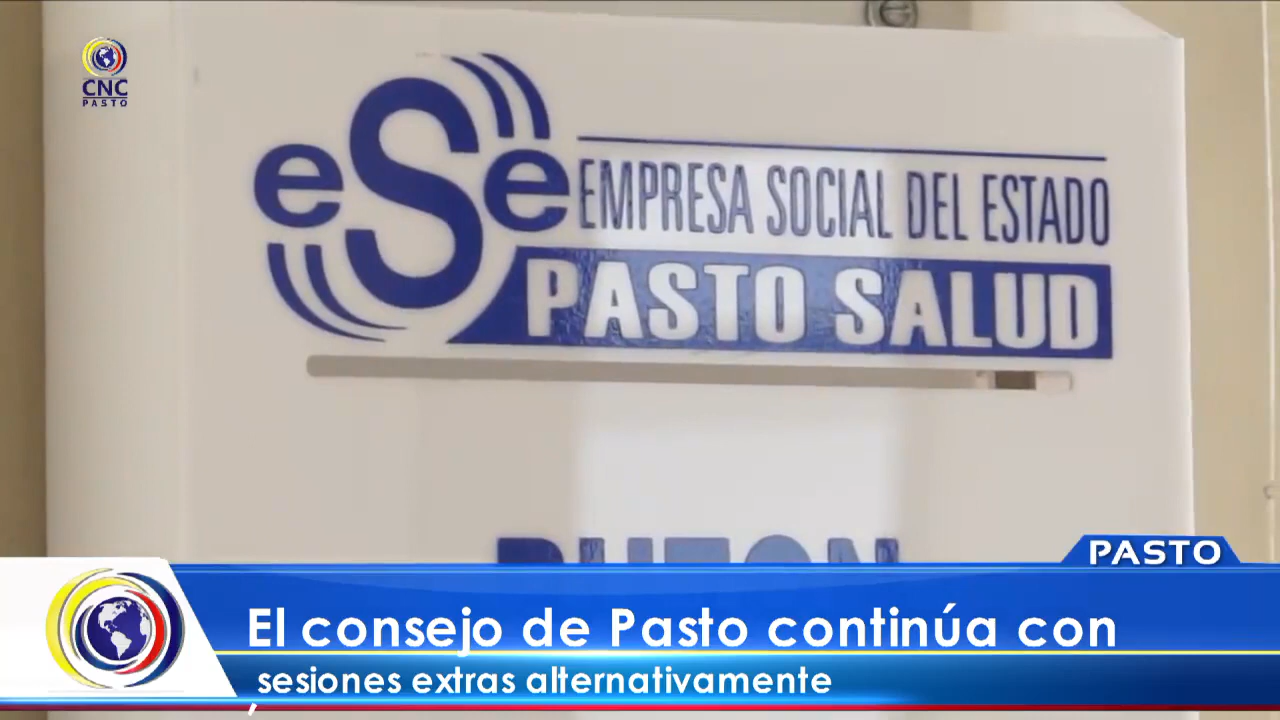 CNC
PASTO
eSe
EMPRESA SOCIAL DEL ESTADO
PASTO SALUD
PASTO
El consejo de Pasto continúa con
sesiones extras alternativamente